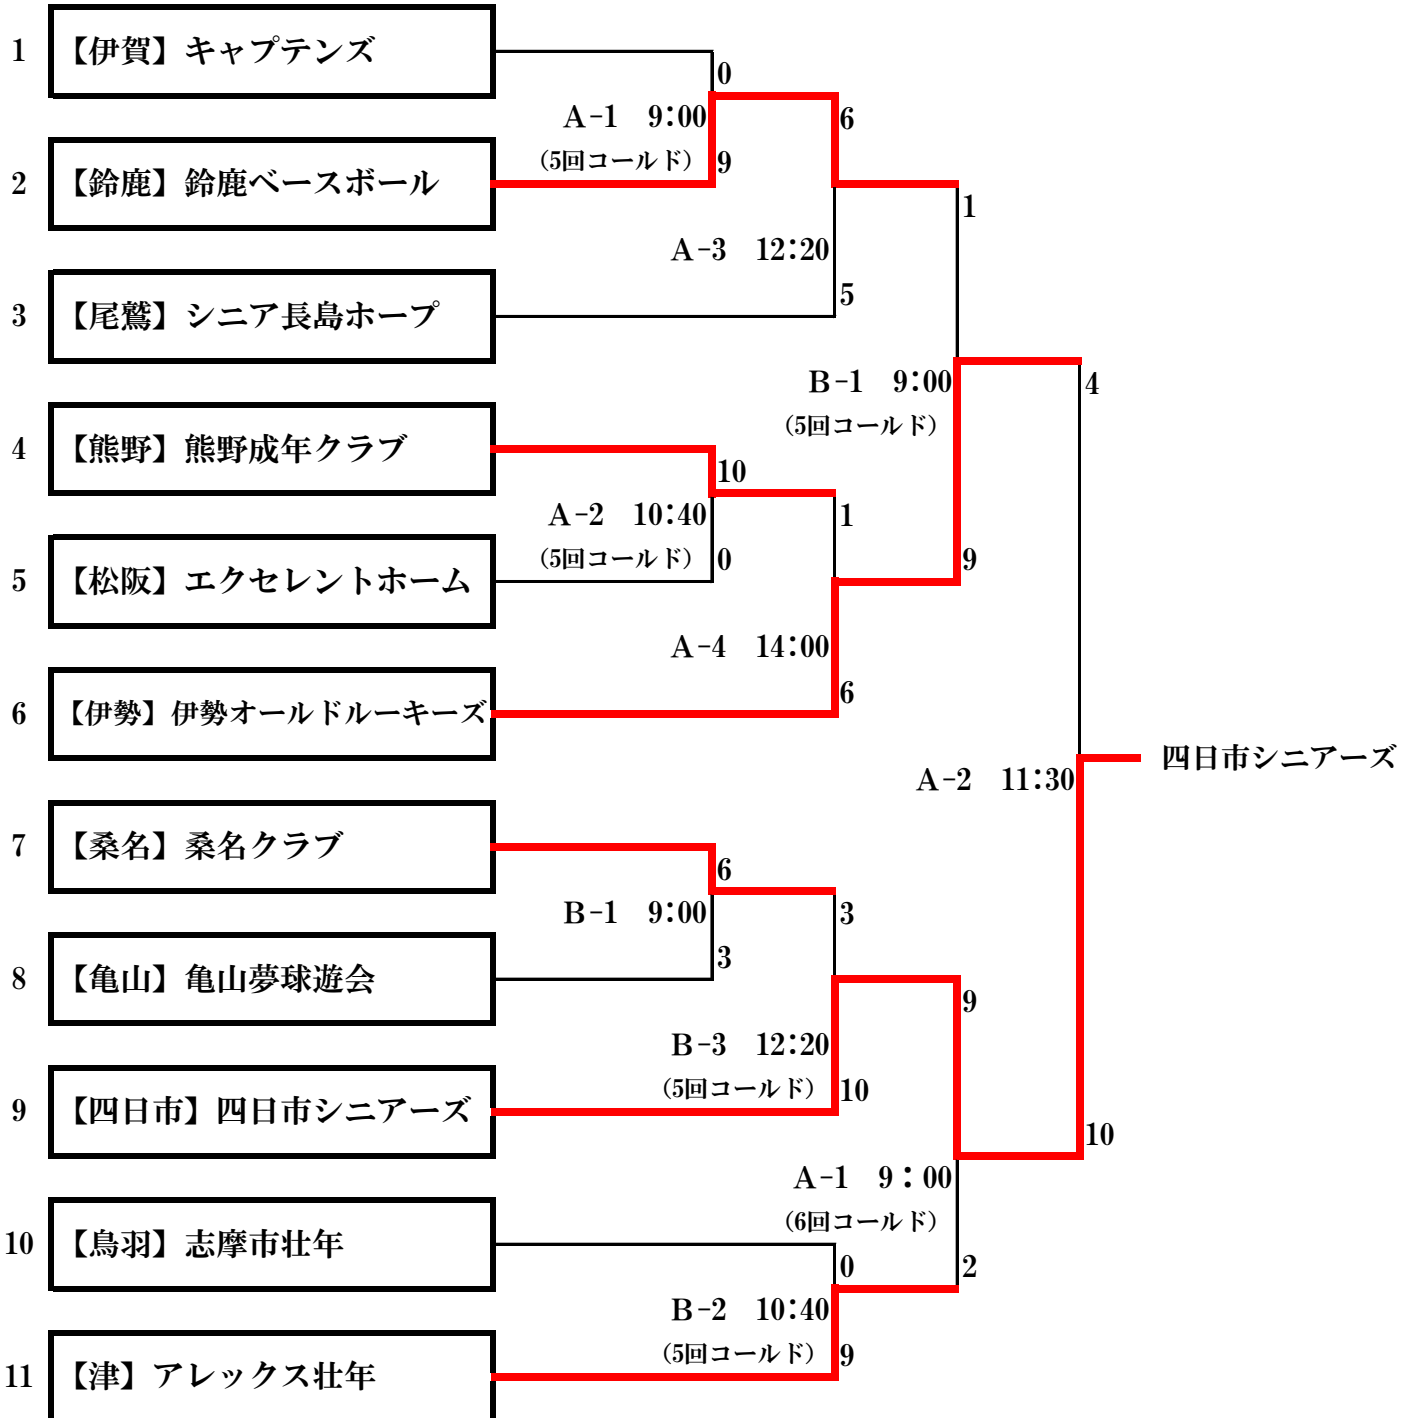 1 【伊賀】キャプテンズ
0
A-1 9:00
6
(5回コールド)
9
2 【鈴鹿】鈴鹿ベースボール
1
A-3 12:20
5
3 【尾鷲】シニア長島ホープ
B-1 9:00
4
(5回コールド)
4 【熊野】熊野成年クラブ
10
A-2 10:40
1
(5回コールド)
0
9
5 【松阪】エクセレントホーム
A-4 14:00
6
6 【伊勢】伊勢オールドルーキーズ
四日市シニアーズ
A-2 11:30
7 【桑名】桑名クラブ
6
B-1 9:00
3
3
8 【亀山】亀山夢球遊会
9
B-3 12:20
(5回コールド)
10
9 【四日市】四日市シニアーズ
10
A-1 9:00
(6回コールド)
10 【鳥羽】志摩市壮年
0
2
B-2 10:40
(5回コールド)
9
11 【津】アレックス壮年